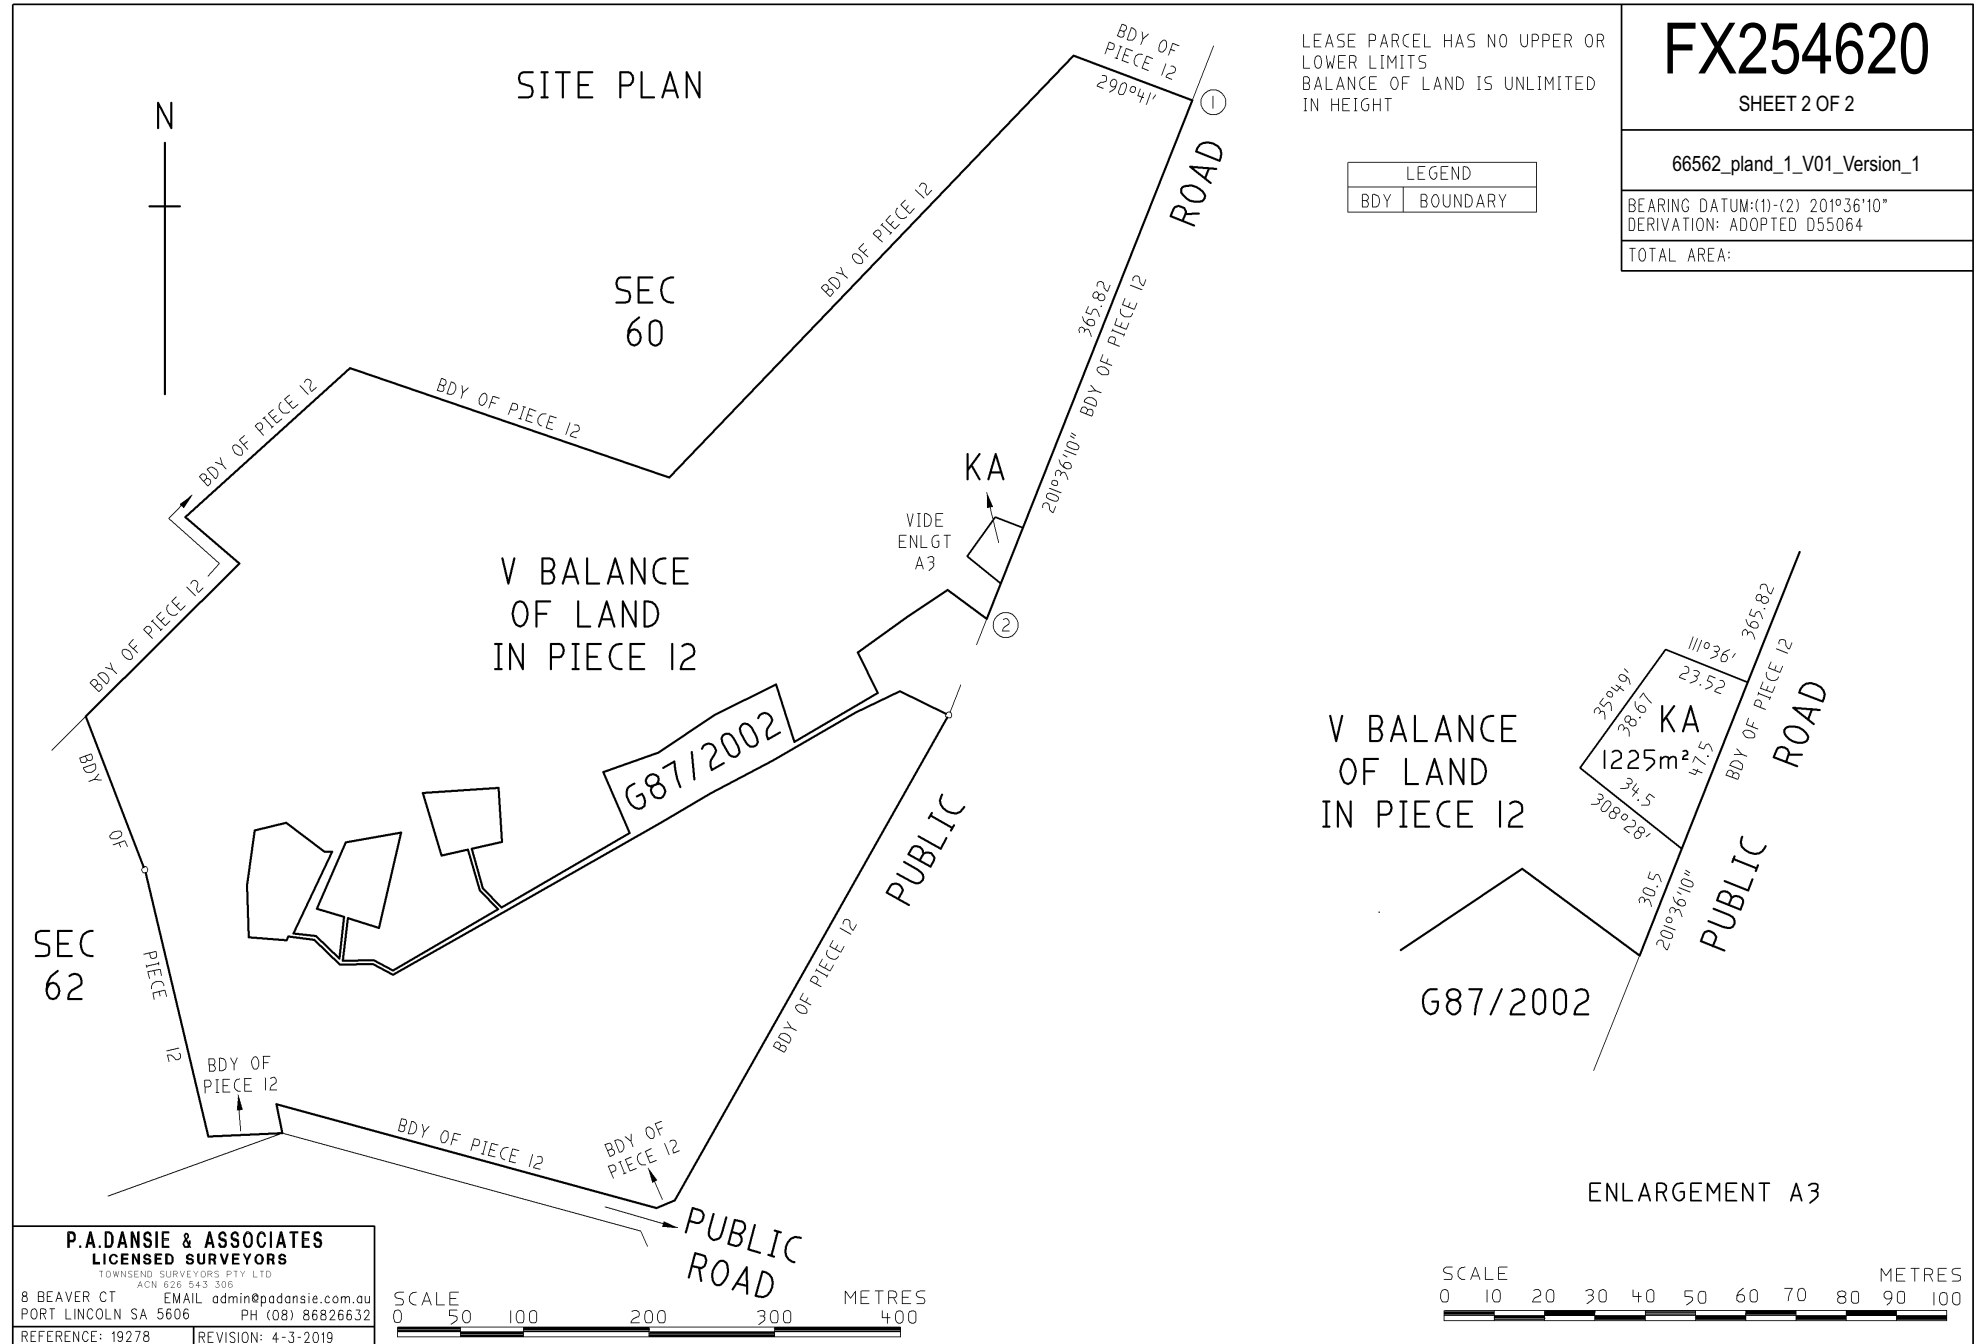 SITE PLAN
N
BDY OF
PIECE 12
290°41'
1
LEASE PARCEL HAS NO UPPER OR
LOWER LIMITS
BALANCE OF LAND IS UNLIMITED
IN HEIGHT
LEGEND
BDY BOUNDARY
FX254620
SHEET 2 OF 2
66562_pland_1_V01_Version_1
BEARING DATUM:(1)-(2) 201°36'10"
DERIVATION: ADOPTED D55064
TOTAL AREA:
ROAD
BDY OF PIECE 12
SEC
60
365.82
201°36'10" BDY OF PIECE 12
BDY OF PIECE 12
BDY OF PIECE 12
KA
VIDE
ENLGT
A3
V BALANCE
OF LAND
IN PIECE 12
BDY OF PIECE 12
2
G87/2002
BDY OF PIECE 12
PUBLIC
BDY OF PIECE 12
SEC
62
BDY OF
PIECE 12
BDY OF PIECE 12
BDY OF
PIECE 12
PUBLIC
ROAD
365.82
111°36'
23.52
35°49'
38.67
KA
1225m²
47.5
BDY OF PIECE 12
ROAD
34.5
308°28'
V BALANCE
OF LAND
IN PIECE 12
30.5
201°36'10"
PUBLIC
G87/2002
ENLARGEMENT A3
P.A.DANSIE & ASSOCIATES
LICENSED SURVEYORS
TOWNSEND SURVEYORS PTY LTD
ACN 626 543 306
8 BEAVER CT EMAIL admin@padansie.com.au
PORT LINCOLN SA 5606 PH (08) 86826632
REFERENCE: 19278 REVISION: 4-3-2019
SCALE METRES
0 50 100 200 300 400
SCALE METRES
0 10 20 30 40 50 60 70 80 90 100